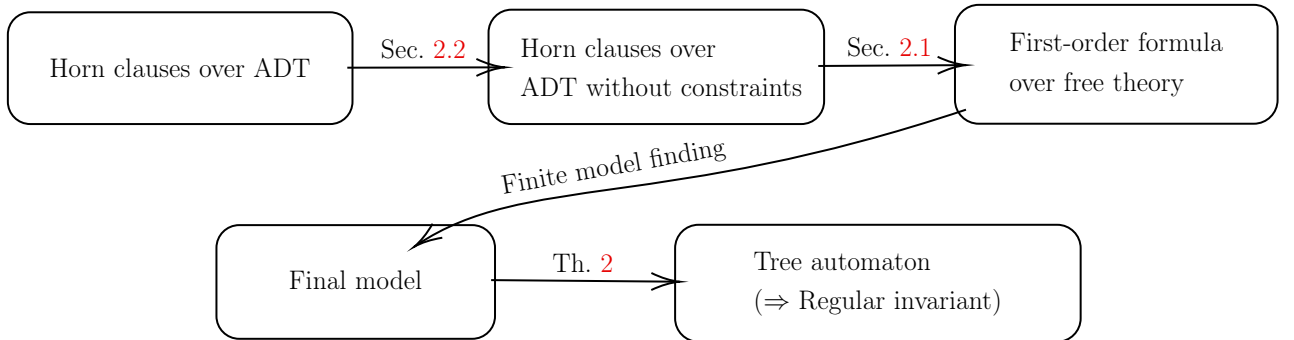 Horn clauses over ADT
Sec. 2.2
Horn clauses over
ADT without constraints
Sec. 2.1
First-order formula
over free theory
Finite model finding
Final model
Th. 2
Tree automaton
(⇒ Regular invariant)